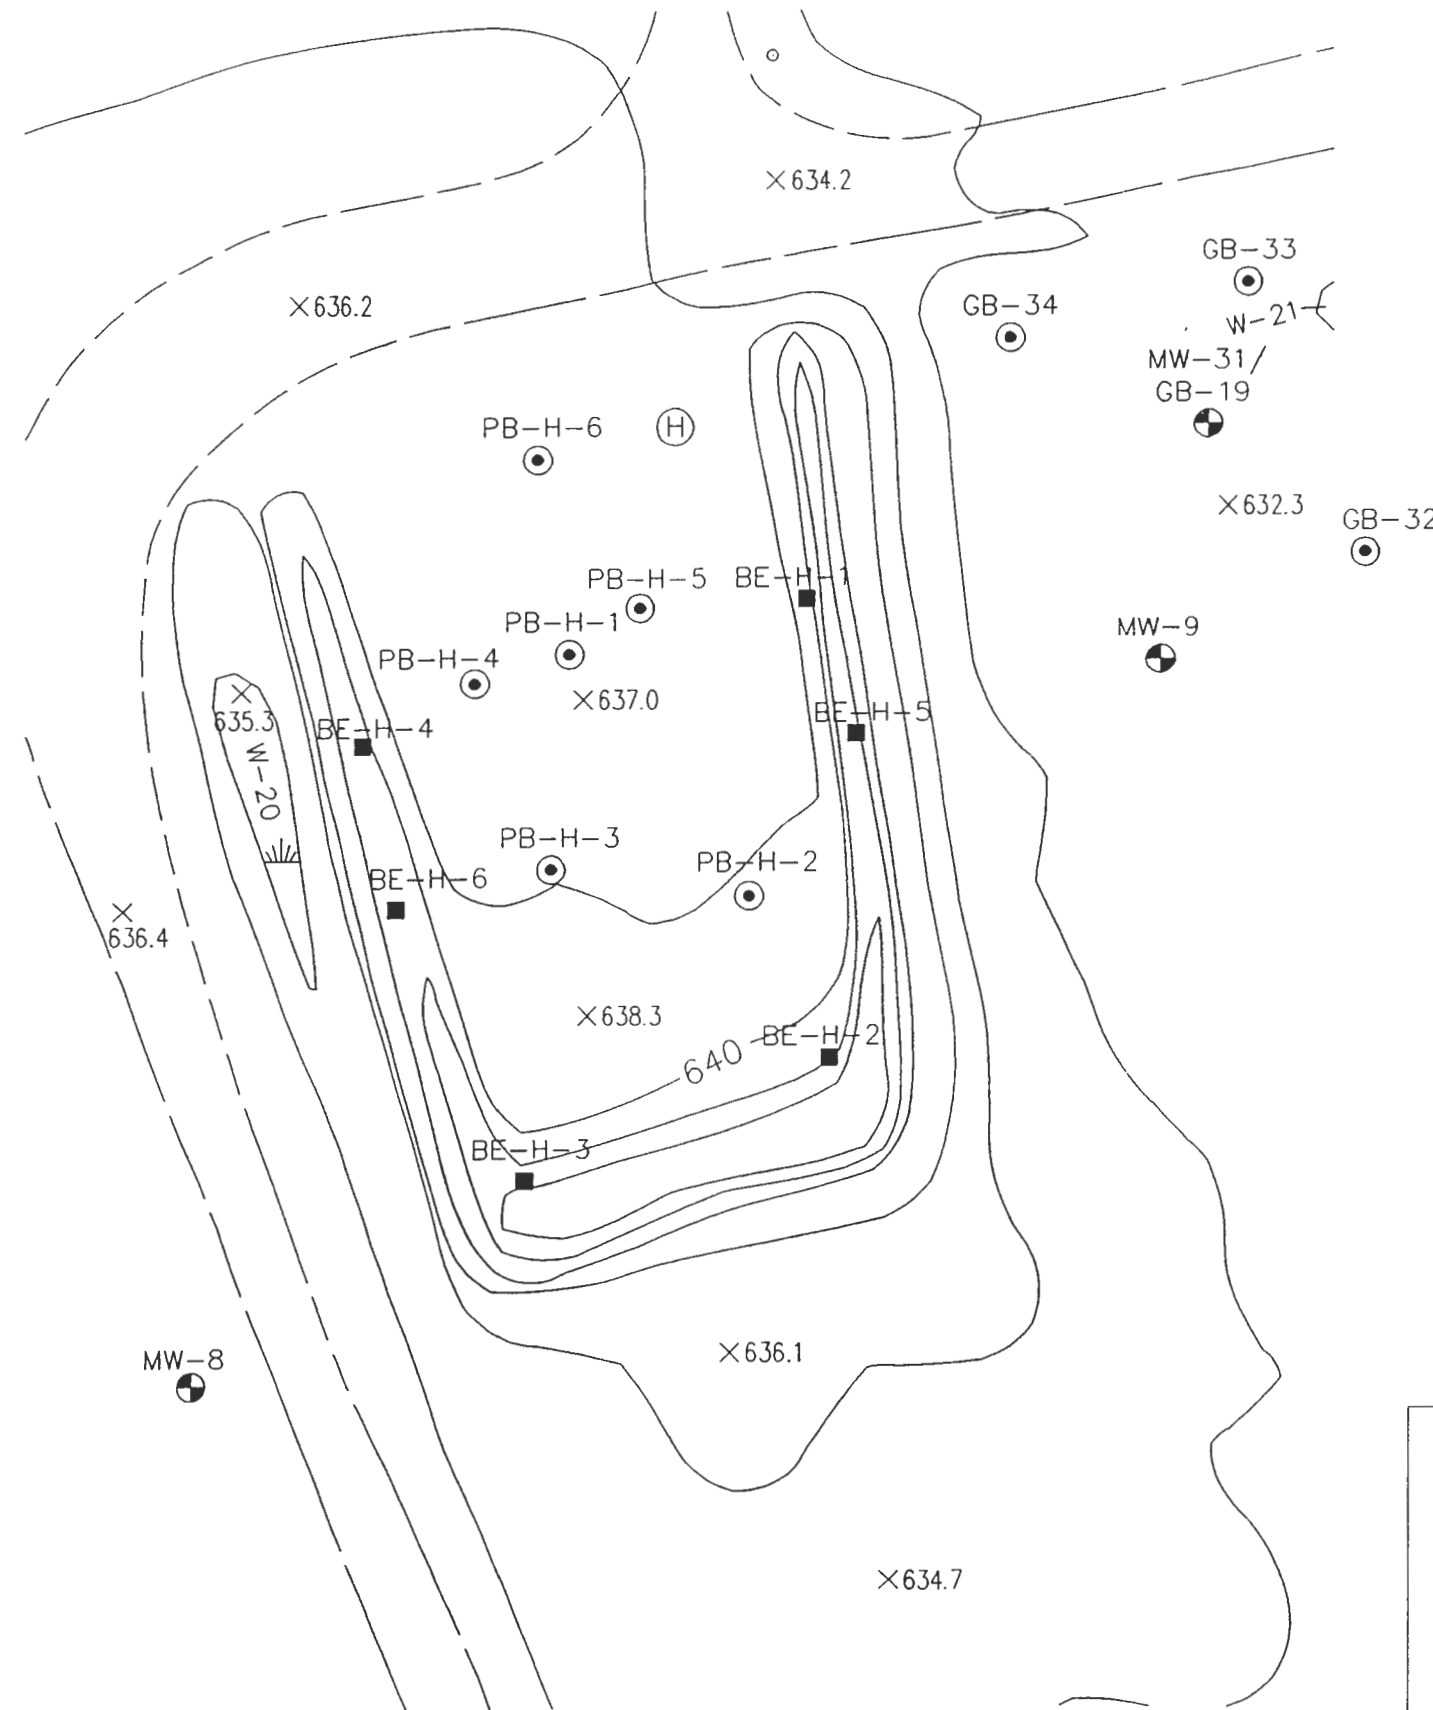 634.2
GB-33
636.2
GB-34
W-21
MW-31/
GB-19
PB-H-6
H
632.3
GB-32
PB-H-5
BE-H-1
PB-H-1
MW-9
PB-H-4
637.0
635.3
BE-H-4
BE-H-5
W-20
PB-H-3
PB-H-2
BE-H-6
636.4
638.3
640
BE-H-2
BE-H-3
636.1
MW-8
634.7